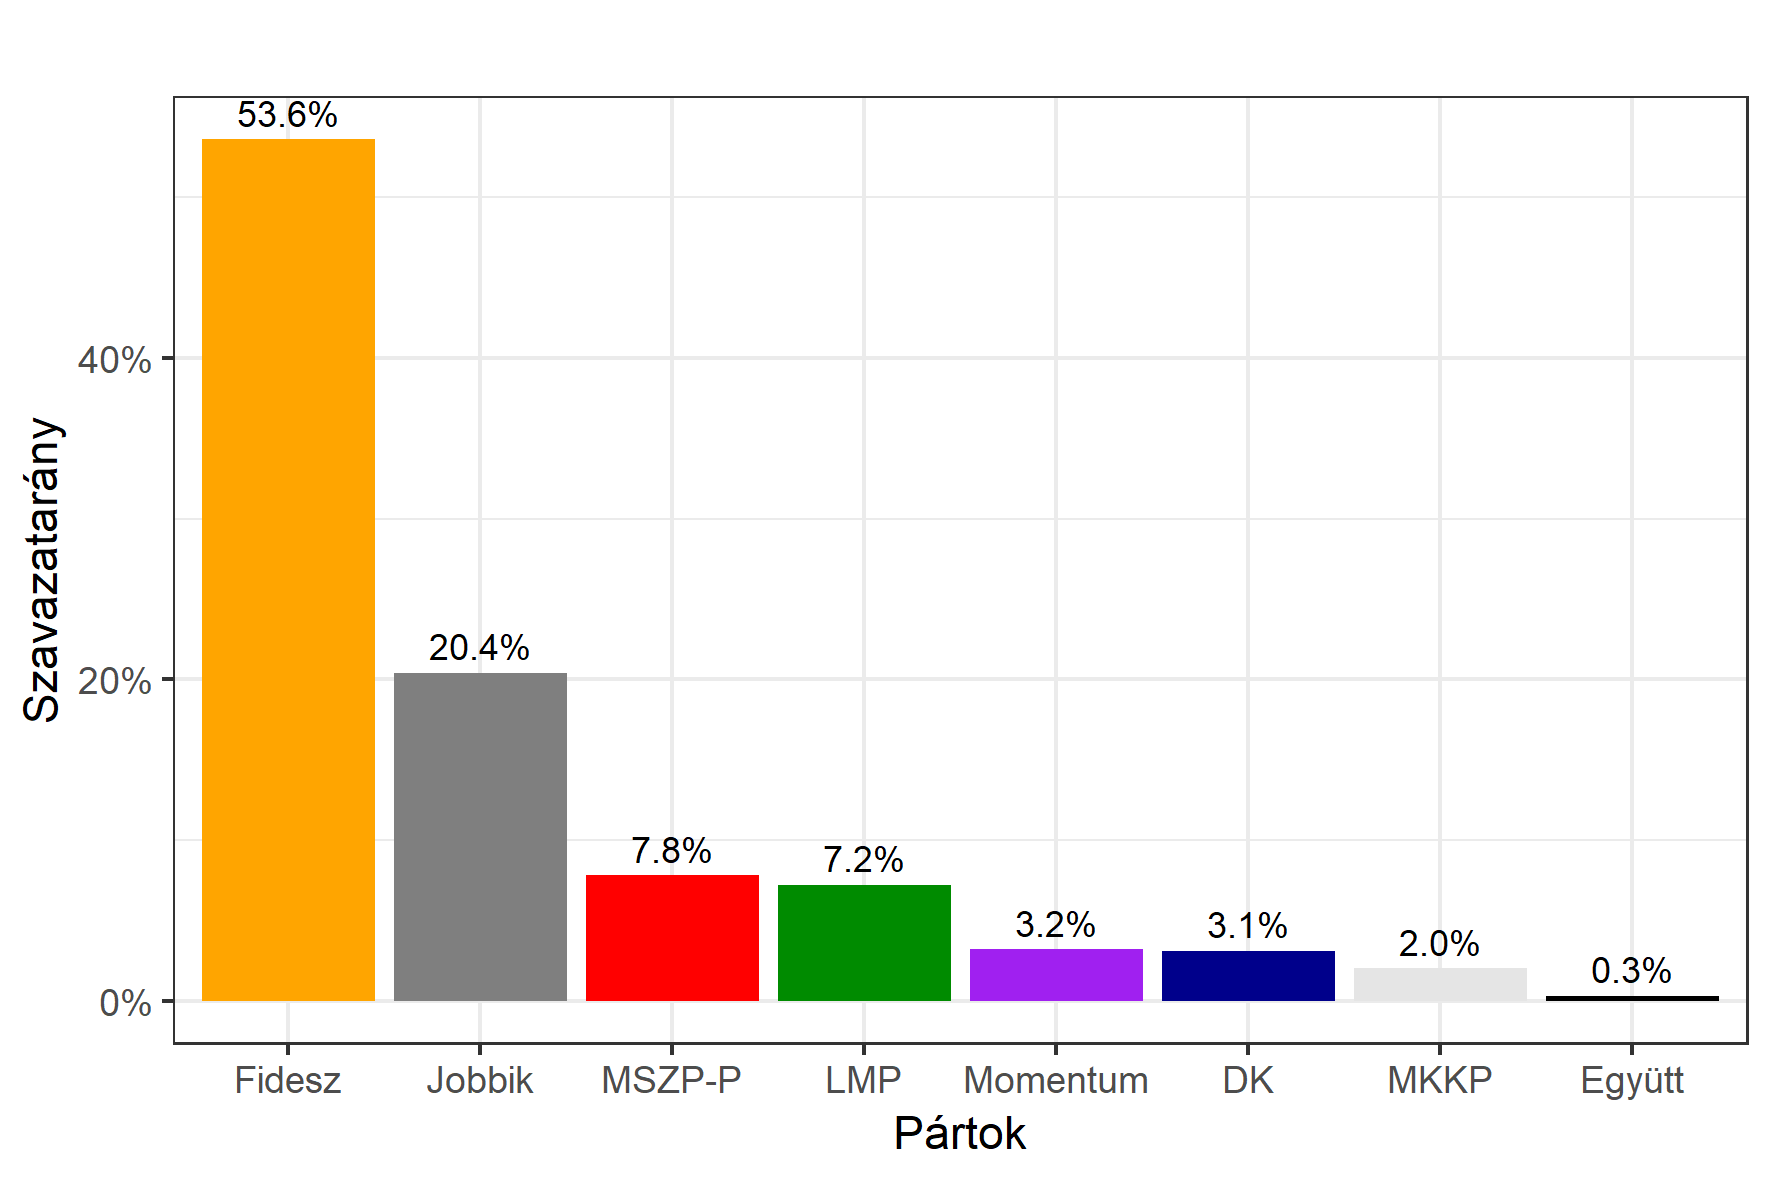 53.6%
20.4%
7.8%
7.2%
3.2%
3.1%
2.0%
0.3%
40%
20%
0%
Szavazatarány
Fidesz
Jobbik
MSZP-P
LMP
Momentum
DK
MKKP
Együtt
Pártok